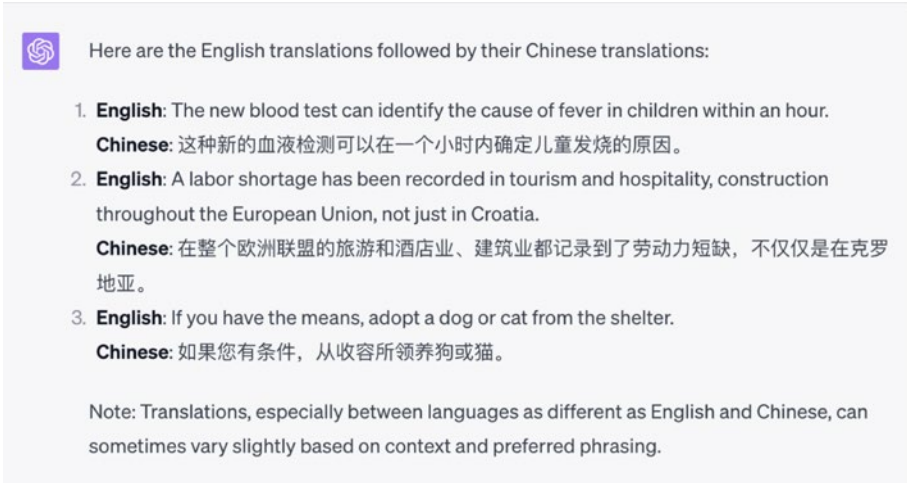 Here are the English translations followed by their Chinese translations:
1. English: The new blood test can identify the cause of fever in children within an hour.
Chinese: 这种新的血液检测可以在一个小时内确定儿童发烧的原因。
2. English: A labor shortage has been recorded in tourism and hospitality, construction
throughout the European Union, not just in Croatia.
Chinese: 在整个欧洲联盟的旅游和酒店业、建筑业都记录到了劳动力短缺，不仅仅是在克罗
地亚。
3. English: If you have the means, adopt a dog or cat from the shelter.
Chinese: 如果您有条件，从收容所领养狗或猫。
Note: Translations, especially between languages as different as English and Chinese, can
sometimes vary slightly based on context and preferred phrasing.